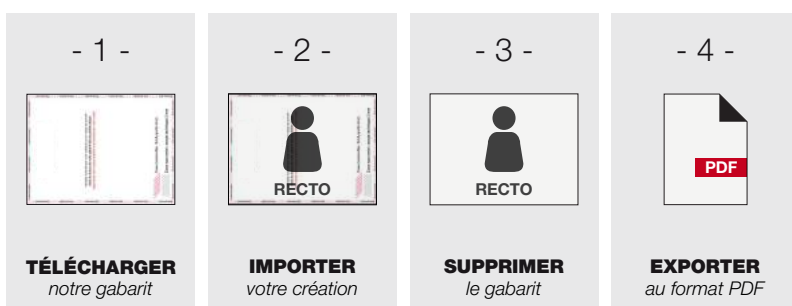 - 1 -
TÉLÉCHARGER
notre gabarit
- 2 -
RECTO
IMPORTER
votre création
- 3 -
RECTO
SUPPRIMER
le gabarit
- 4 -
PDF
EXPORTER
au format PDF